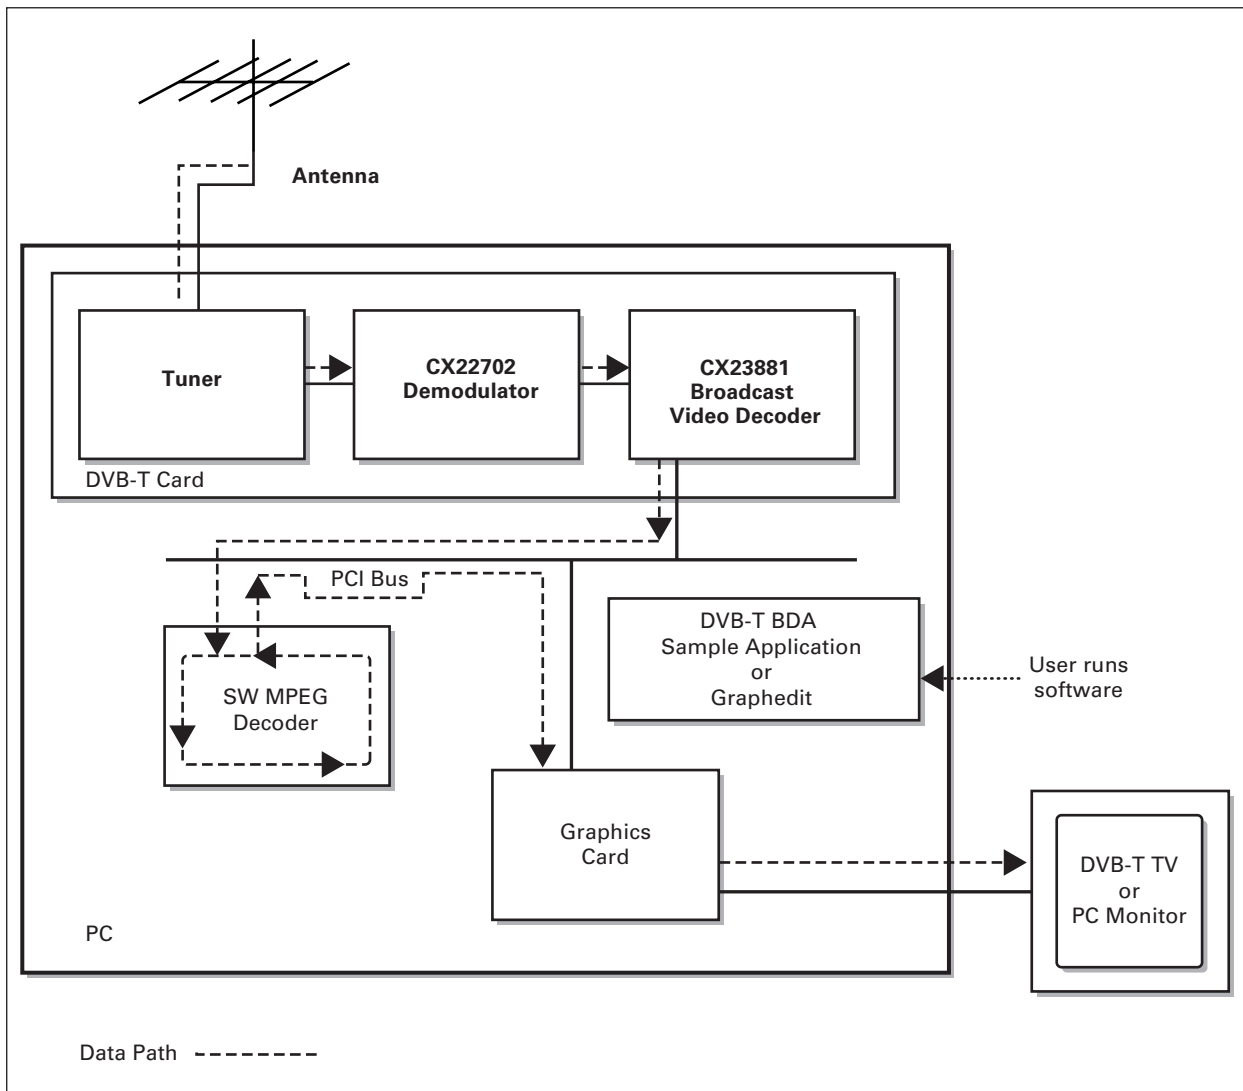 Antenna
Tuner
CX22702
Demodulator
CX23881
Broadcast
Video Decoder
DVB-T Card
PCI Bus
SW MPEG
Decoder
DVB-T BDA
Sample Application
or
Graphedit
User runs
software
Graphics
Card
DVB-T TV
or
PC Monitor
PC
Data Path